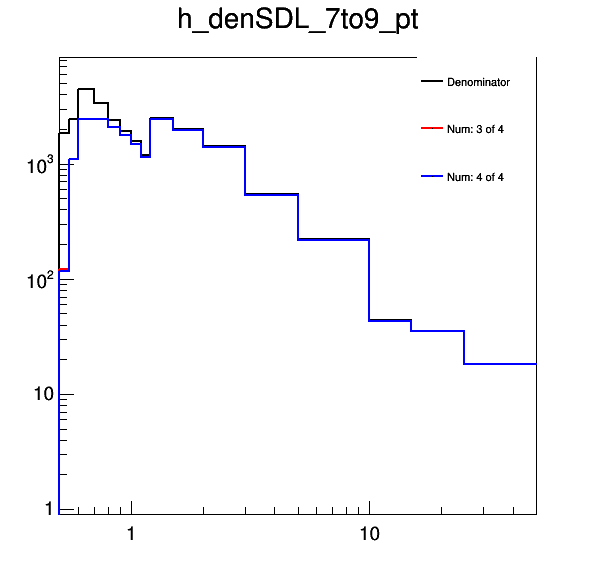 h_denSDL_7to9_pt
Denominator
Num: 3 of 4
Num: 4 of 4
10³
10²
10
1
1
10